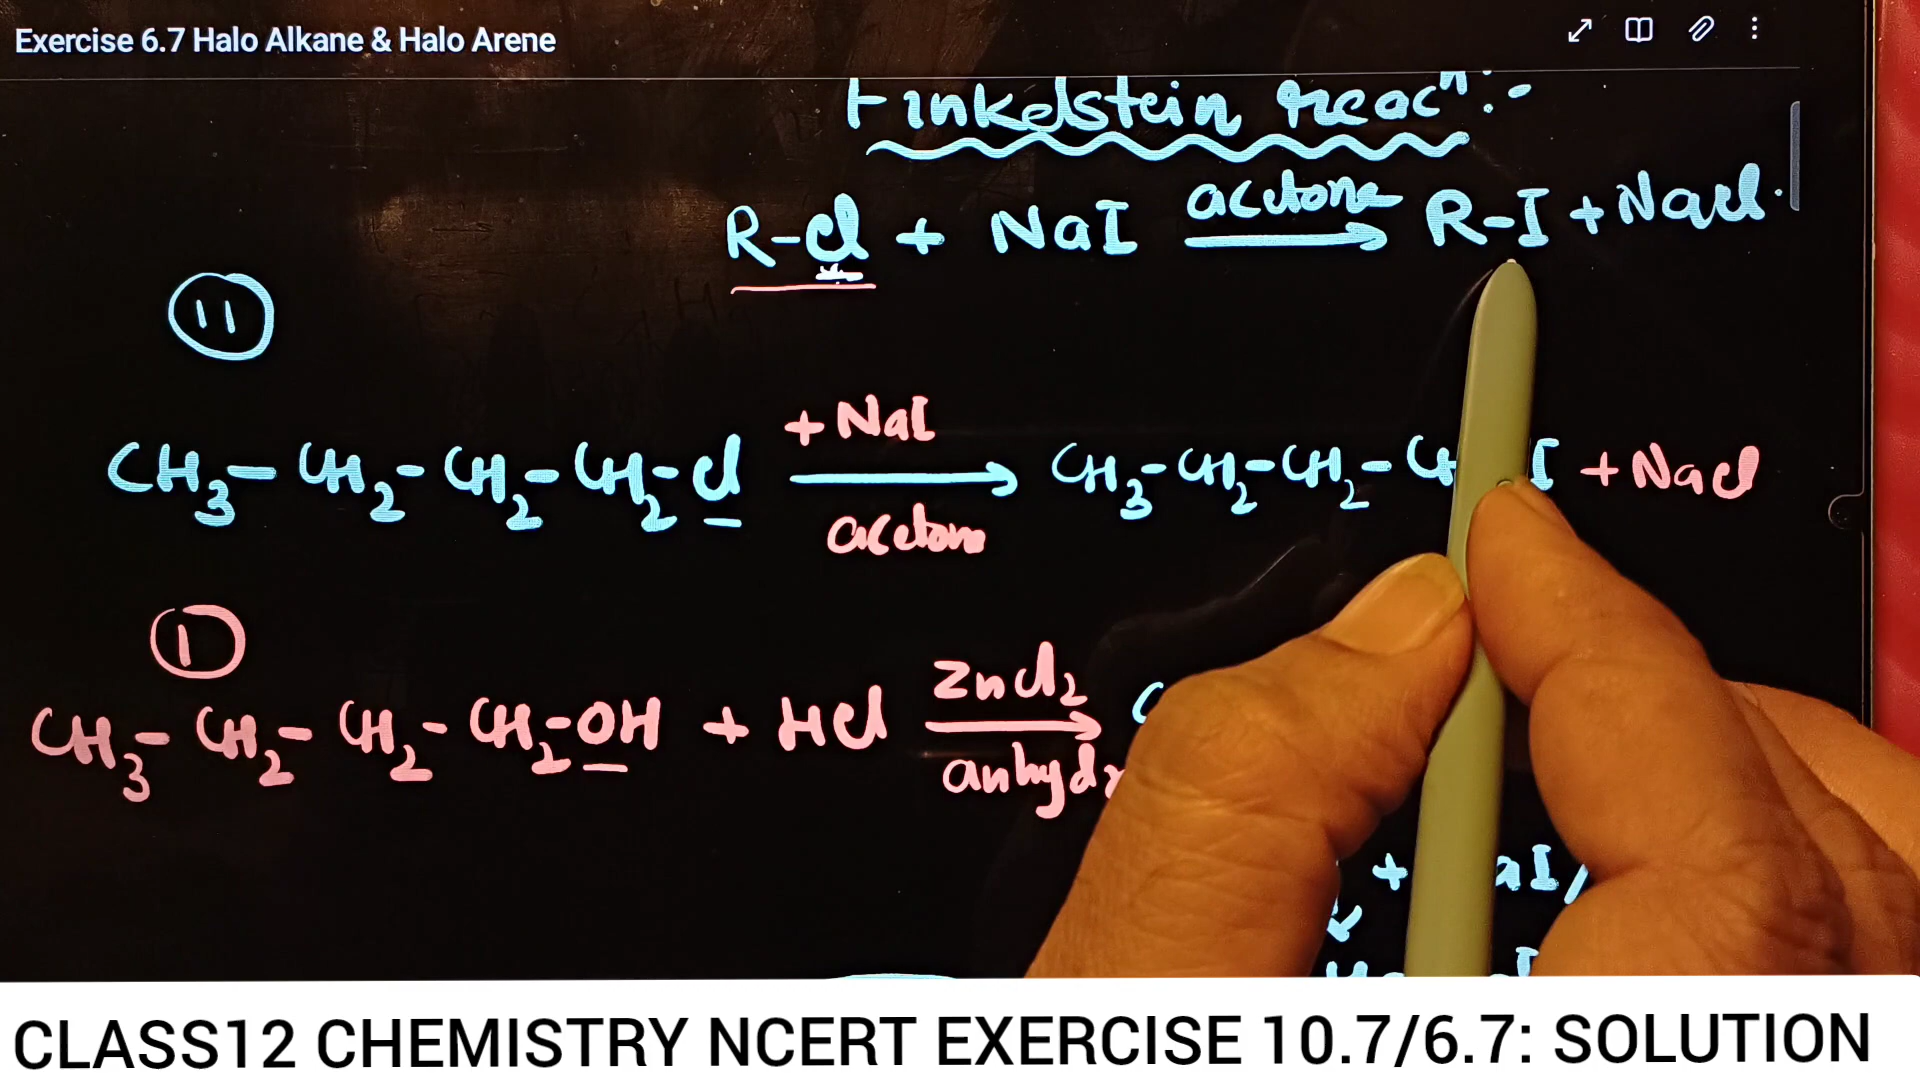 Exercise 6.7 Halo Alkane & Halo Arene
Finkelstein reacⁿ:-
R-Cl + NaI acetone R-I + NaCl.
11
CH₃-CH₂-CH₂-CH₂-Cl +NaI acetone CH₃-CH₂-CH₂- I + NaCl
1
CH₃-CH₂-CH₂-CH₂-OH + HCl ZnCl₂
anhydr
+ aI/
CLASS12 CHEMISTRY NCERT EXERCISE 10.7/6.7: SOLUTION